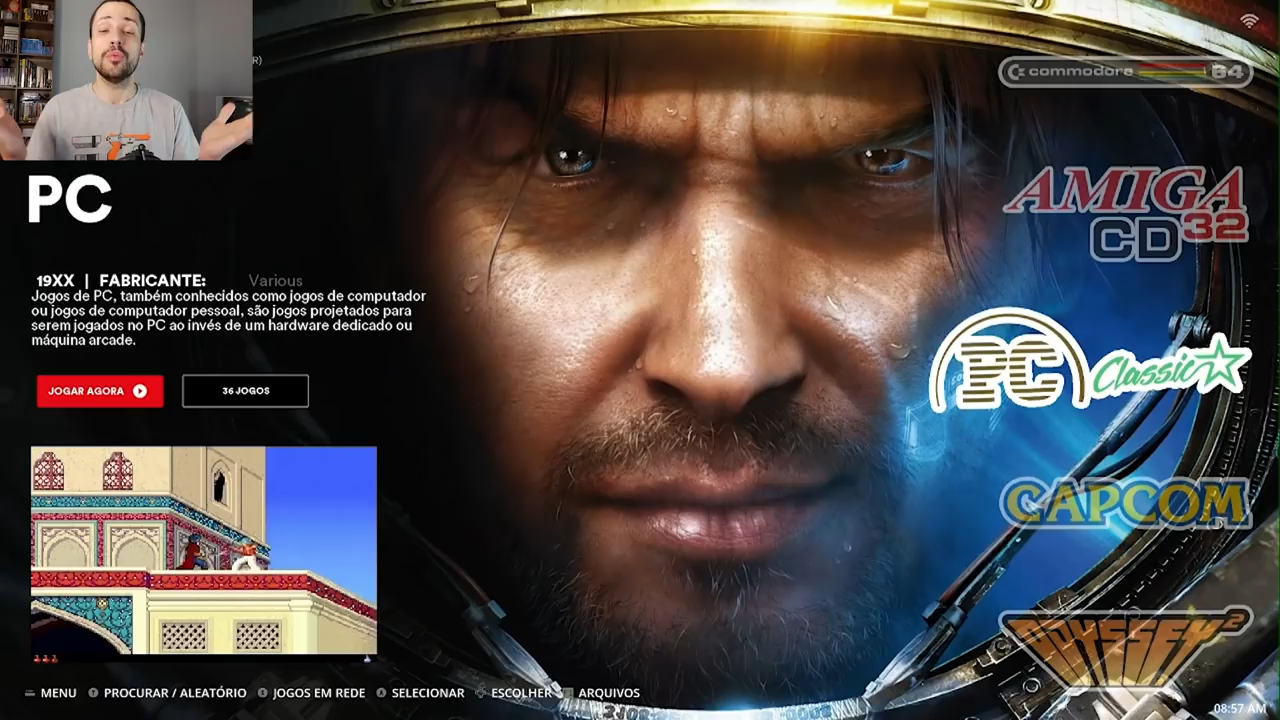 R)
commodore 64
PC
AMIGA
CD32
19XX | FABRICANTE: Various
Jogos de PC, também conhecidos como jogos de computador
ou jogos de computador pessoal, são jogos projetados para
serem jogados no PC ao invés de um hardware dedicado ou
máquina arcade.
PC Classic
JOGAR AGORA
36 JOGOS
CAPCOM
ODYSSEY2
MENU PROCURAR / ALEATÓRIO JOGOS EM REDE SELECIONAR ESCOLHER ARQUIVOS
08:57 AM